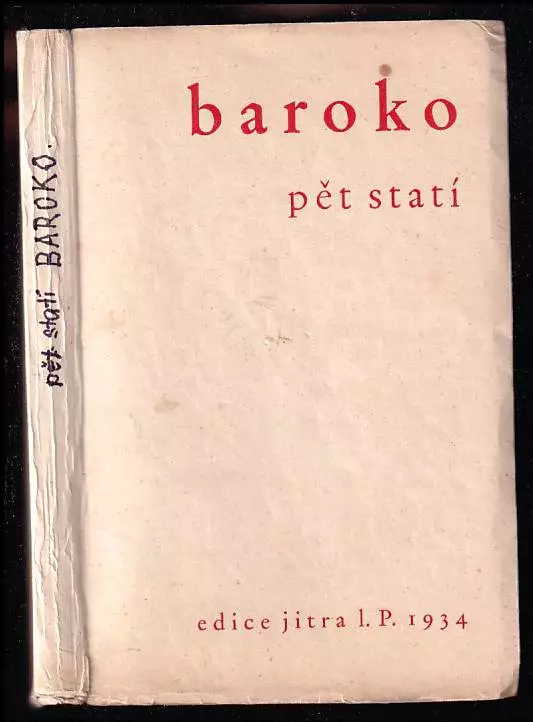 baroko
pět statí
edice jitra l. P. 1934
pět statí BAROKO.